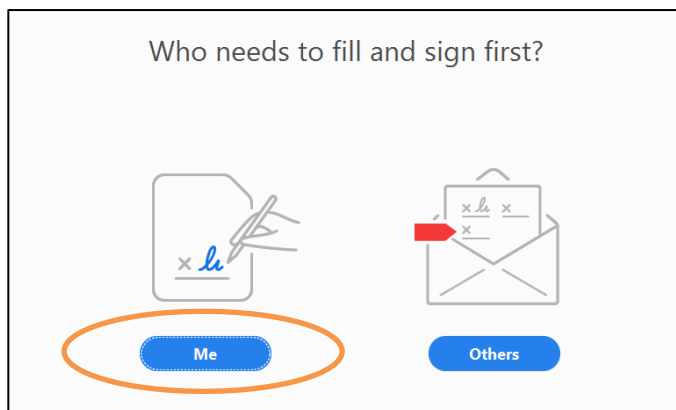 Who needs to fill and sign first?
x
x x
x
Me
Others